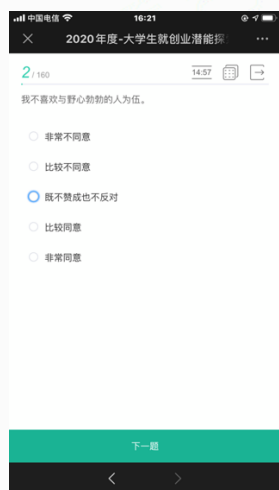 中国电信 16:21
2020年度-大学生就创业潜能探
2 / 160 14:57
我不喜欢与野心勃勃的人为伍。
非常不同意
比较不同意
既不赞成也不反对
比较同意
非常同意
下一题